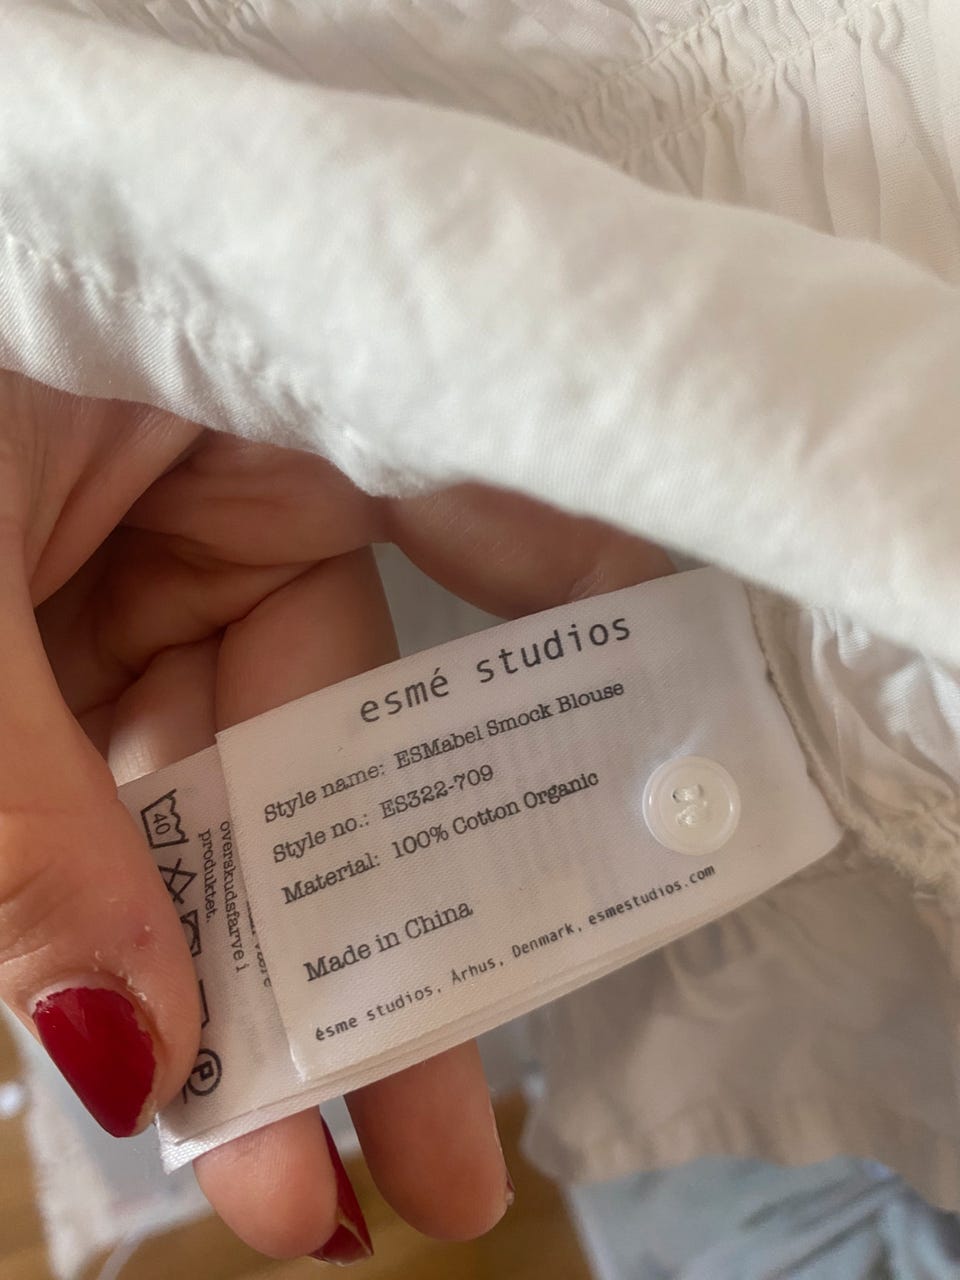 esmé studios
Style name: ESMabel Smock Blouse
Style no.: ES322-709
Material: 100% Cotton Organic
Made in China
ésme studios, Århus, Denmark, esmestudios.com
40
overskudsfarve i
produktet.
P